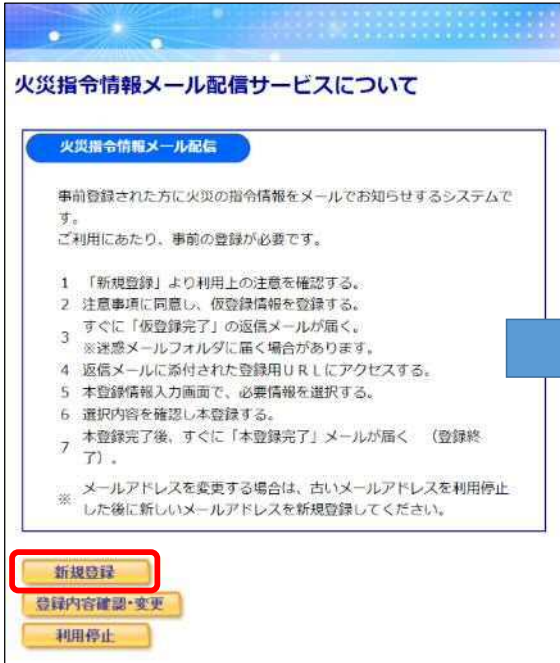 火災指令情報メール配信サービスについて
火災指令情報メール配信
事前登録された方に火災の指令情報をメールでお知らせするシステムで
す。
ご利用にあたり、事前の登録が必要です。
1 「新規登録」より利用上の注意を確認する。
2 注意事項に同意し、仮登録情報を登録する。
3 すぐに「仮登録完了」の返信メールが届く。
※迷惑メールフォルダに届く場合があります。
4 返信メールに添付された登録用URLにアクセスする。
5 本登録情報入力画面で、必要情報を選択する。
6 選択内容を確認し本登録する。
7 本登録完了後、すぐに「本登録完了」メールが届く （登録終
了）.
※ メールアドレスを変更する場合は、古いメールアドレスを利用停止
した後に新しいメールアドレスを新規登録してください。
新規登録
登録内容確認・変更
利用停止